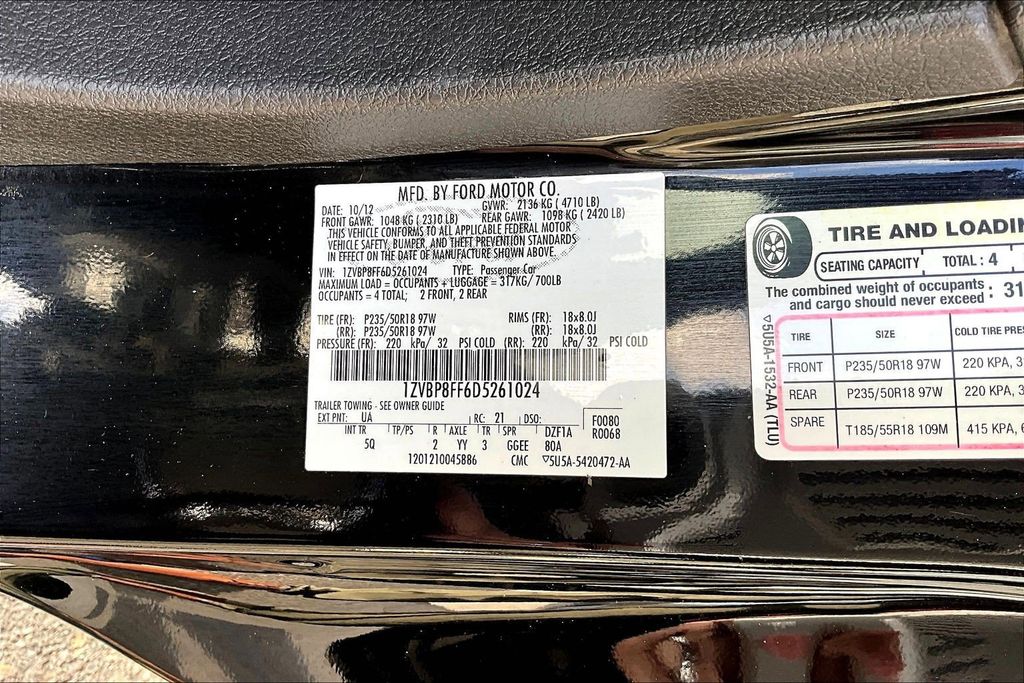 MFD. BY FORD MOTOR CO.
DATE: 10/12 GVWR: 2136 KG ( 4710 LB)
FRONT GAWR: 1048 KG ( 2310 LB) REAR GAWR: 1098 KG ( 2420 LB)
THIS VEHICLE CONFORMS TO ALL APPLICABLE FEDERAL MOTOR
VEHICLE SAFETY, BUMPER, AND THEFT PREVENTION STANDARDS
IN EFFECT ON THE DATE OF MANUFACTURE SHOWN ABOVE.
VIN: 1ZVBP8FF6D5261024 TYPE: Passenger Car
MAXIMUM LOAD = OCCUPANTS + LUGGAGE = 317KG/700LB
OCCUPANTS = 4 TOTAL; 2 FRONT, 2 REAR
TIRE (FR): P235/50R18 97W RIMS (FR): 18x8.0J
(RR): P235/50R18 97W (RR): 18x8.0J
PRESSURE (FR): 220 kPa/ 32 PSI COLD (RR): 220 kPa/ 32 PSI COLD
1ZVBP8FF6D5261024
TRAILER TOWING - SEE OWNER GUIDE
EXT PNT: UA RC: 21 DSO: F0080
R0068
INT TR TP/PS R AXLE TR SPR DZF1A
5Q 2 YY 3 GGEE 80A
1201210045886 CMC ▽5U5A-5420472-AA
TIRE AND LOADIN
SEATING CAPACITY TOTAL : 4
The combined weight of occupants
and cargo should never exceed : 31
TIRE SIZE COLD TIRE PRES
FRONT P235/50R18 97W 220 KPA, 3
REAR P235/50R18 97W 220 KPA, 3
SPARE T185/55R18 109M 415 KPA, 6
▽5U5A-1532-AA (TLU)